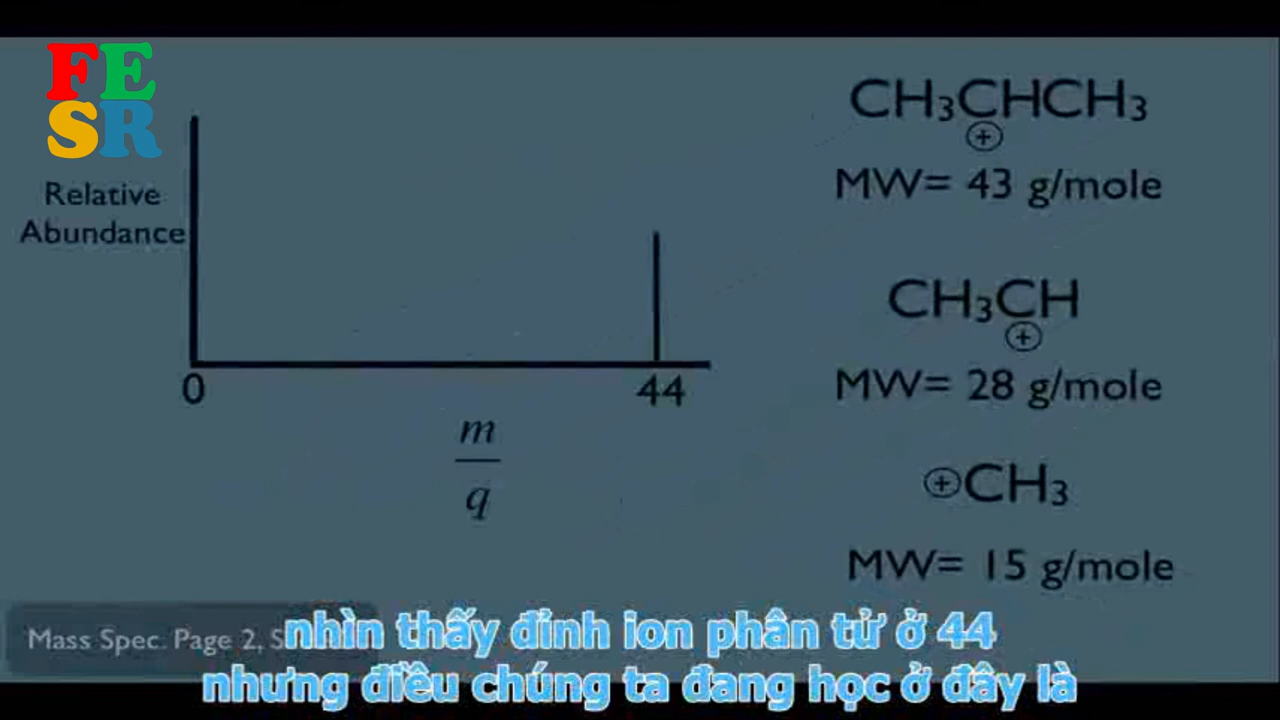 FE
SR
Relative
Abundance
0
44
m
q
CH₃CHCH₃
⊕
MW= 43 g/mole
CH₃CH
⊕
MW= 28 g/mole
⊕CH₃
MW= 15 g/mole
Mass Spec. Page 2, S
nhìn thấy đỉnh ion phân tử ở 44
nhưng điều chúng ta đang học ở đây là